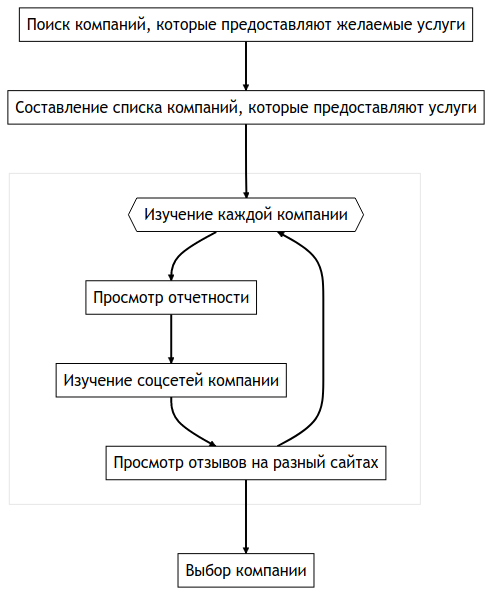 Поиск компаний, которые предоставляют желаемые услуги
Составление списка компаний, которые предоставляют услуги
Изучение каждой компании
Просмотр отчетности
Изучение соцсетей компании
Просмотр отзывов на разный сайтах
Выбор компании